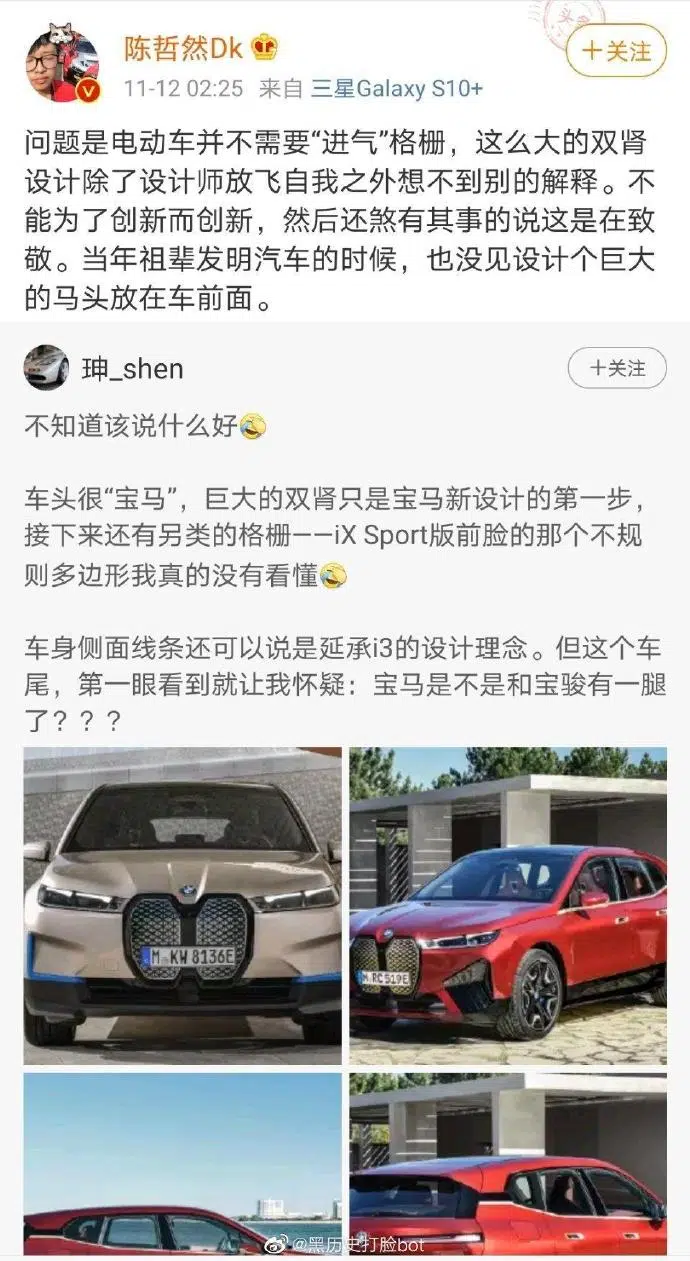 陈哲然Dk
11-12 02:25 来自 三星Galaxy S10+
头条
+关注
问题是电动车并不需要“进气”格栅，这么大的双肾
设计除了设计师放飞自我之外想不到别的解释。不
能为了创新而创新，然后还煞有其事的说这是在致
敬。当年祖辈发明汽车的时候，也没见设计个巨大
的马头放在车前面。
珅_shen
+关注
不知道该说什么好
车头很“宝马”，巨大的双肾只是宝马新设计的第一步，
接下来还有另类的格栅——iX Sport版前脸的那个不规
则多边形我真的没有看懂
车身侧面线条还可以说是延承i3的设计理念。但这个车
尾，第一眼看到就让我怀疑：宝马是不是和宝骏有一腿
了？？？
M KW 8136E
M RC 519E
@黑历史打脸bot